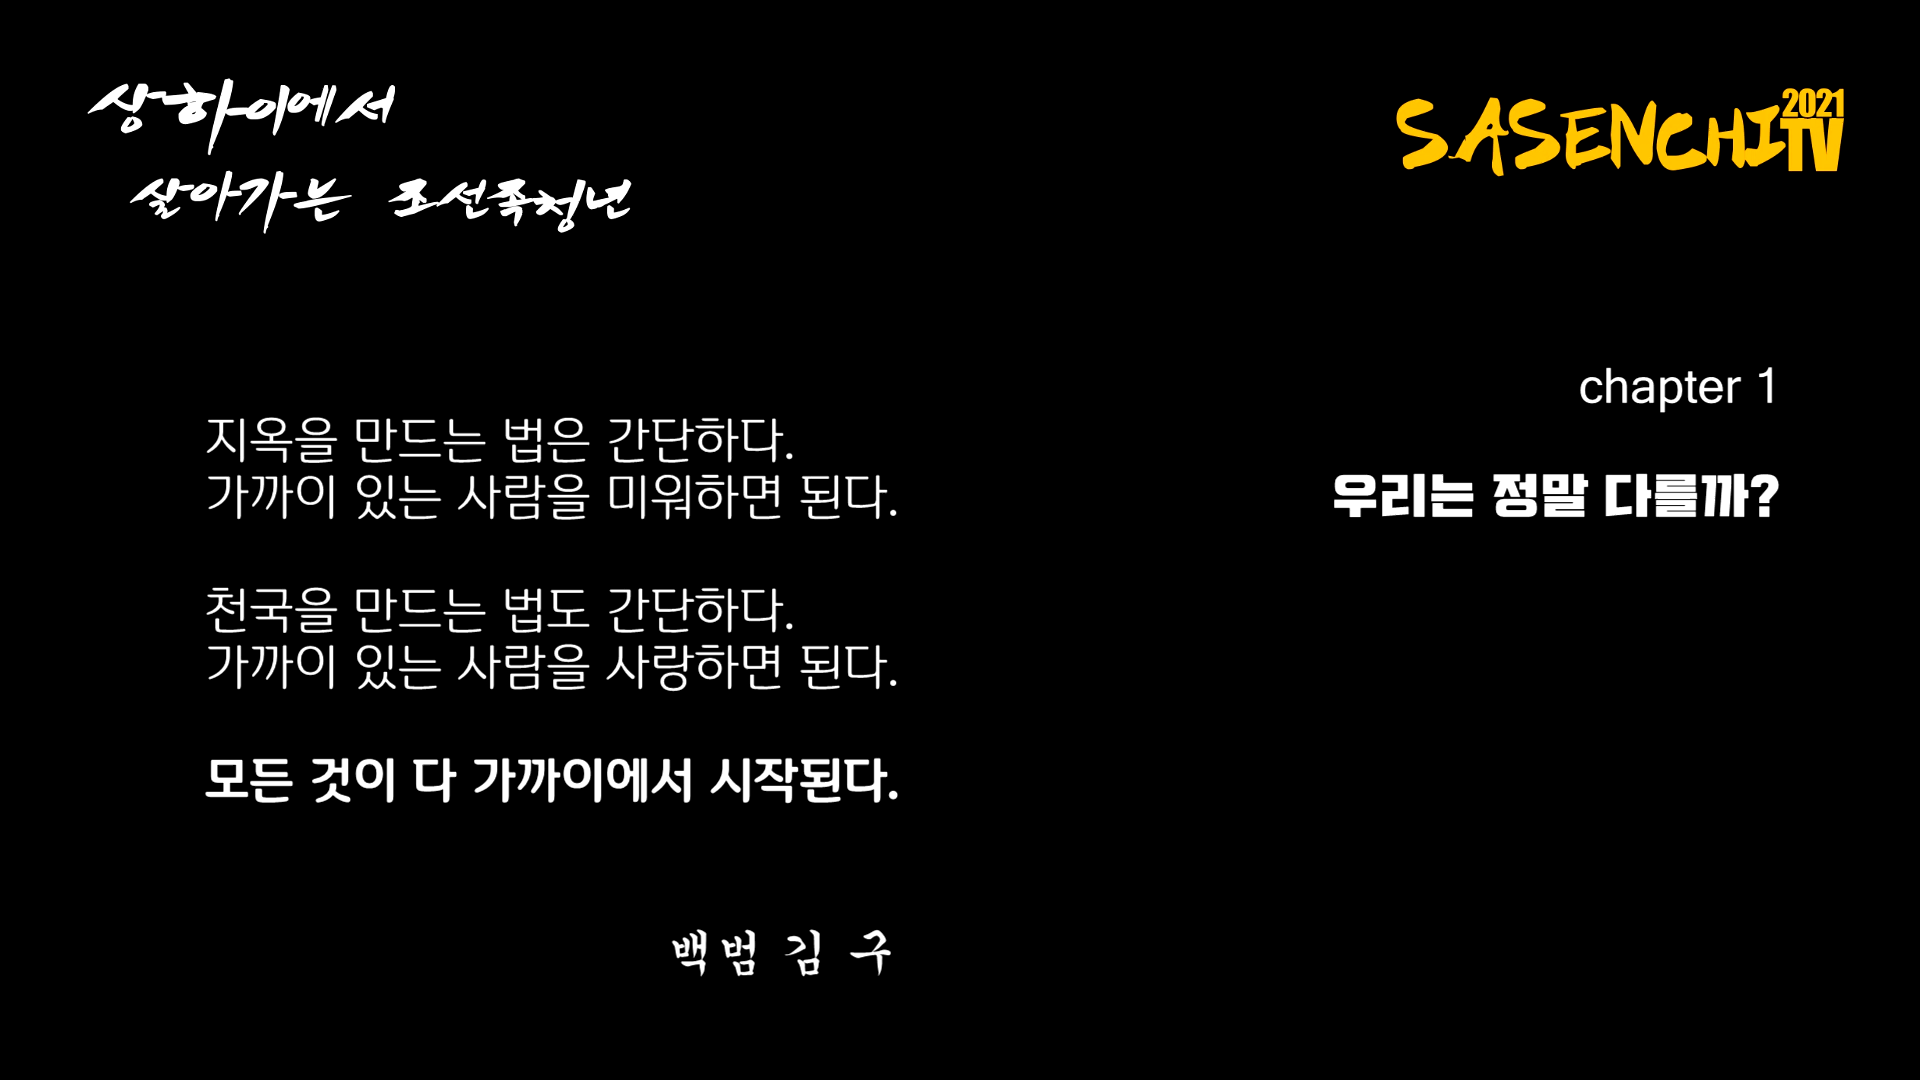 상하이에서
살아가는 조선족청년
SASENCHI 2021 TV
chapter 1
우리는 정말 다를까?
지옥을 만드는 법은 간단하다.
가까이 있는 사람을 미워하면 된다.
천국을 만드는 법도 간단하다.
가까이 있는 사람을 사랑하면 된다.
모든 것이 다 가까이에서 시작된다.
백범 김 구